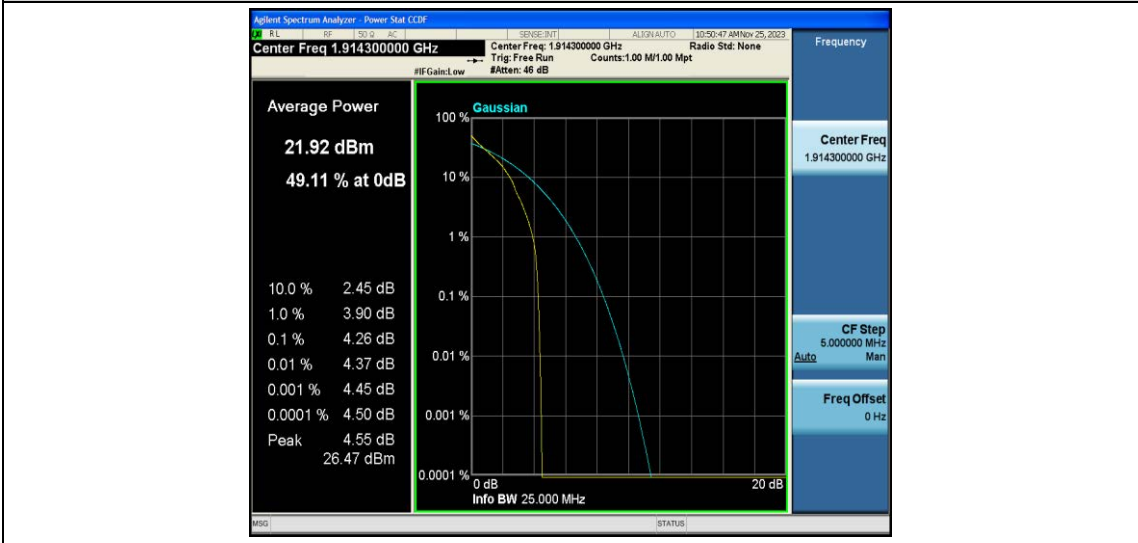 Agilent Spectrum Analyzer - Power Stat CCDF
RL RF 50 Ω AC SENSE:INT ALIGN AUTO 10:50:47 AM Nov 25, 2023
Center Freq 1.914300000 GHz
Center Freq: 1.914300000 GHz Radio Std: None
Trig: Free Run Counts:1.00 M/1.00 Mpt
#IFGain:Low #Atten: 46 dB
Frequency
Center Freq
1.914300000 GHz
CF Step
5.000000 MHz
Auto Man
Freq Offset
0 Hz
Average Power
21.92 dBm
49.11 % at 0dB
10.0 % 2.45 dB
1.0 % 3.90 dB
0.1 % 4.26 dB
0.01 % 4.37 dB
0.001 % 4.45 dB
0.0001 % 4.50 dB
Peak 4.55 dB
26.47 dBm
Gaussian
100 %
10 %
1 %
0.1 %
0.01 %
0.001 %
0.0001 %
0 dB 20 dB
Info BW 25.000 MHz
MSG STATUS